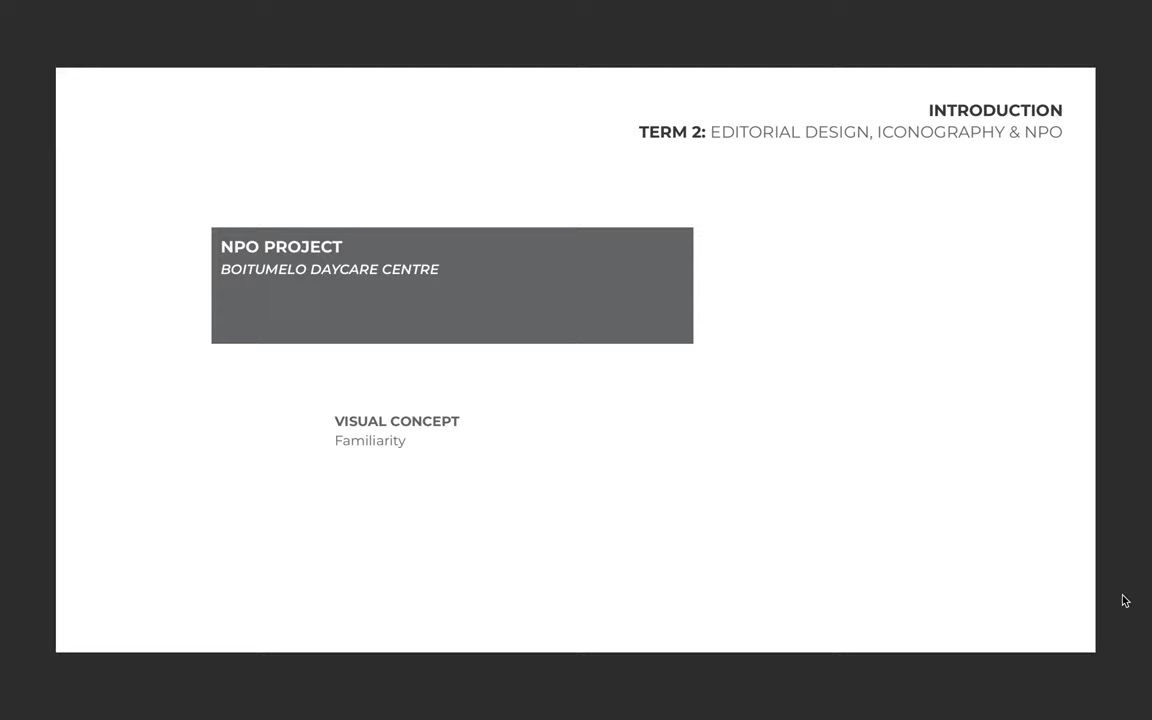 INTRODUCTION
TERM 2: EDITORIAL DESIGN, ICONOGRAPHY & NPO
NPO PROJECT
BOITUMELO DAYCARE CENTRE
VISUAL CONCEPT
Familiarity